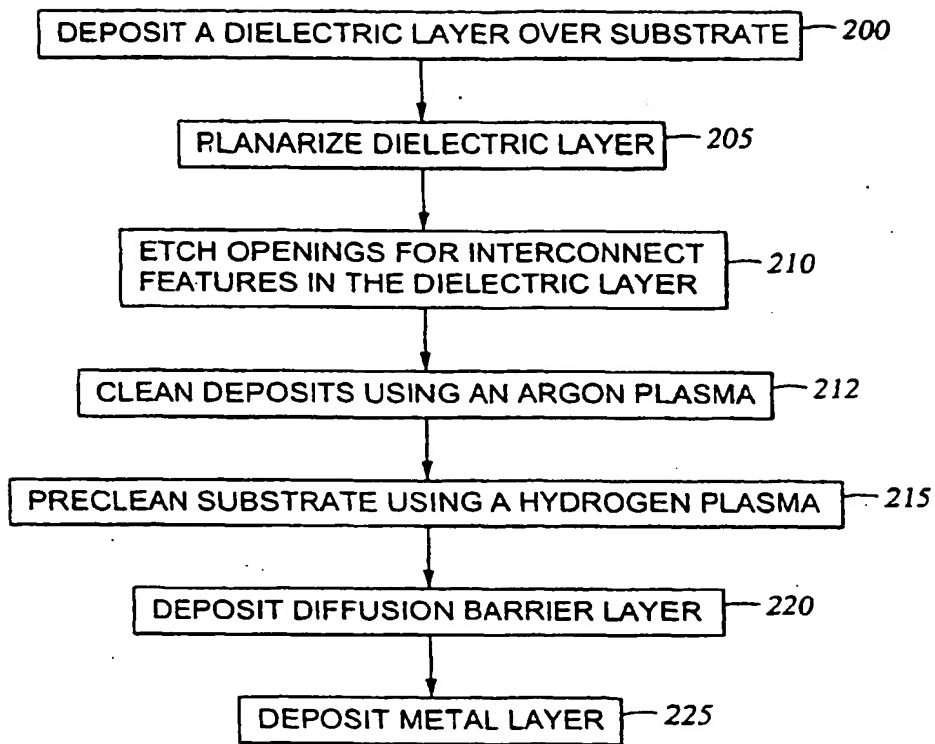 DEPOSIT A DIELECTRIC LAYER OVER SUBSTRATE 200
PLANARIZE DIELECTRIC LAYER 205
ETCH OPENINGS FOR INTERCONNECT
FEATURES IN THE DIELECTRIC LAYER 210
CLEAN DEPOSITS USING AN ARGON PLASMA 212
PRECLEAN SUBSTRATE USING A HYDROGEN PLASMA 215
DEPOSIT DIFFUSION BARRIER LAYER 220
DEPOSIT METAL LAYER 225